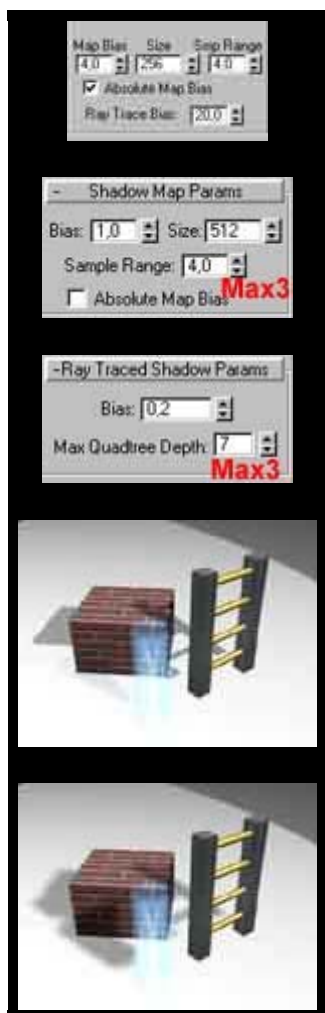 Map Bias Size Smp Range
4,0 256 4,0
Absolute Map Bias
Ray Trace Bias: 20,0
- Shadow Map Params
Bias: 1,0 Size: 512
Sample Range: 4,0
Absolute Map Bias
Max3
-Ray Traced Shadow Params
Bias: 0,2
Max Quadtree Depth: 7
Max3